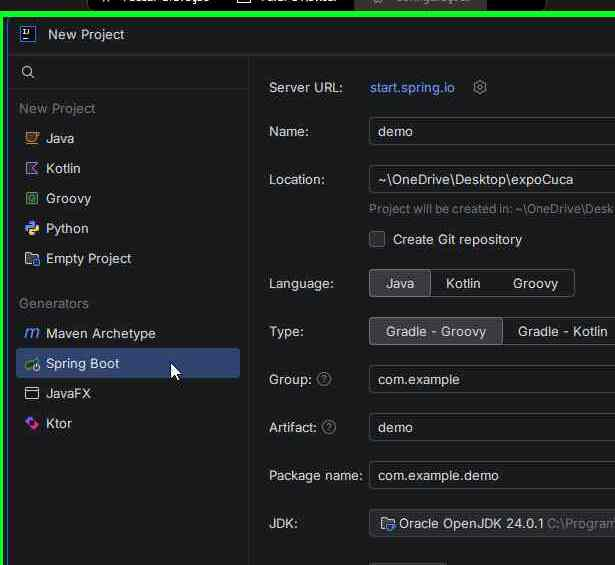 New Project
Server URL: start.spring.io
New Project
Name: demo
Java
Kotlin
Location: ~\OneDrive\Desktop\expoCuca
Groovy
Project will be created in: ~\OneDrive\Desk
Python
Create Git repository
Empty Project
Language: Java Kotlin Groovy
Generators
Maven Archetype
Type: Gradle - Groovy Gradle - Kotlin
Spring Boot
Group: ? com.example
JavaFX
Ktor
Artifact: ? demo
Package name: com.example.demo
JDK: Oracle OpenJDK 24.0.1 C:\Program